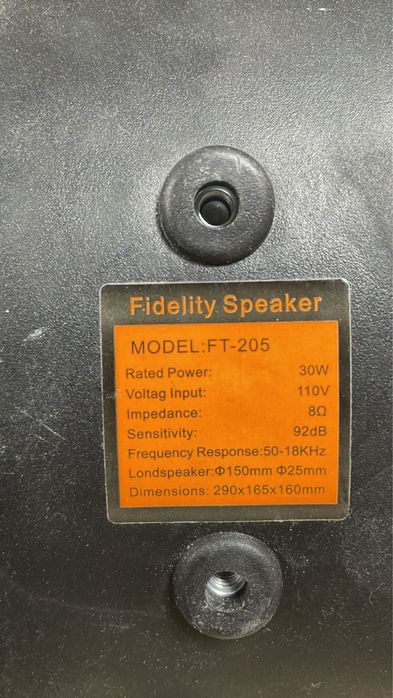 Fidelity Speaker
MODEL:FT-205
Rated Power: 30W
Voltag Input: 110V
Impedance: 8Ω
Sensitivity: 92dB
Frequency Response:50-18KHz
Londspeaker:Φ150mm Φ25mm
Dimensions: 290x165x160mm